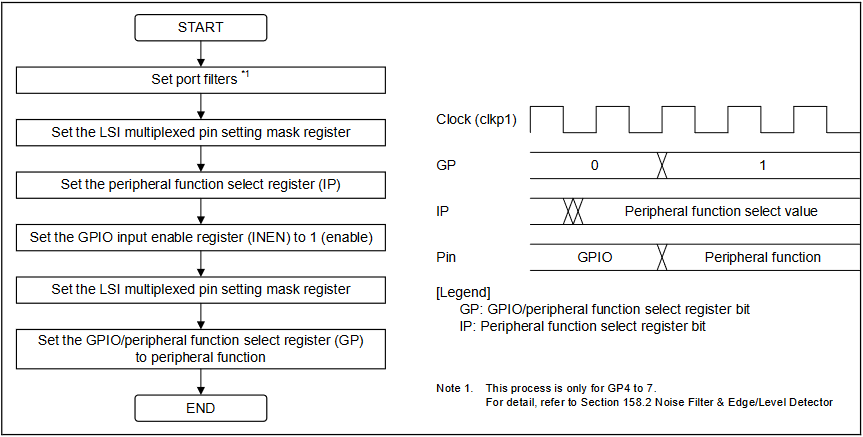 START
Set port filters *1
Set the LSI multiplexed pin setting mask register
Set the peripheral function select register (IP)
Set the GPIO input enable register (INEN) to 1 (enable)
Set the LSI multiplexed pin setting mask register
Set the GPIO/peripheral function select register (GP)
to peripheral function
END
Clock (clkp1)
GP
0
1
IP
Peripheral function select value
Pin
GPIO
Peripheral function
[Legend]
GP: GPIO/peripheral function select register bit
IP: Peripheral function select register bit
Note 1. This process is only for GP4 to 7.
For detail, refer to Section 158.2 Noise Filter & Edge/Level Detector